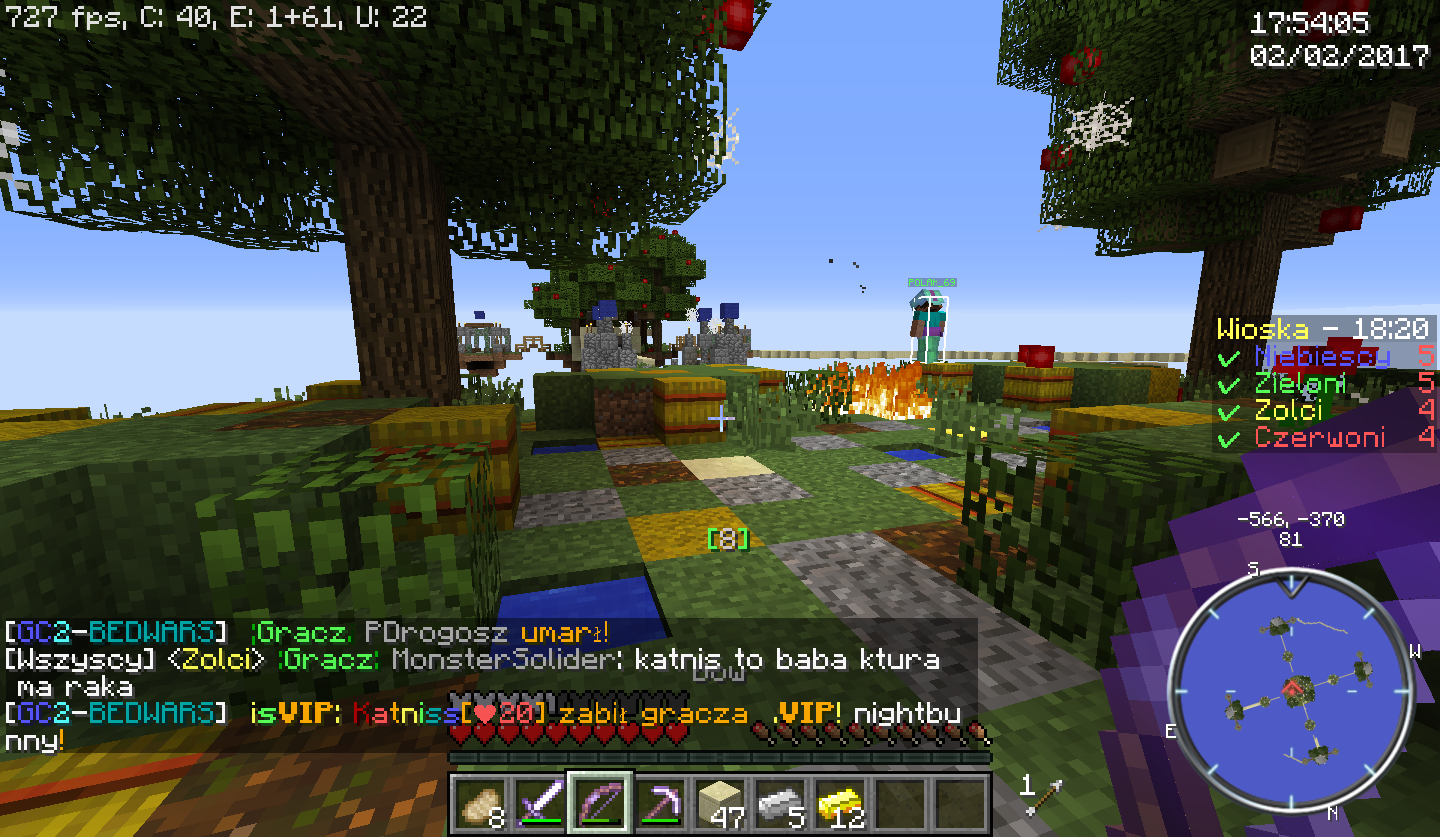 727 fps, C: 40, E: 1+61, U: 22
17:54:05
02/02/2017
POLAK_69
Wioska - 18:20
✓ Niebiescy 5
✓ Zieloni 5
✓ Zolci 4
✓ Czerwoni 4
-566, -370
81
S
W
E
N
[8]
[GC2-BEDWARS] :Gracz. PDrogosz umarł!
[Wszyscy] <Zolci> :Gracz: MonsterSolider: katnis to baba ktura
ma raka
Bow
[GC2-BEDWARS] isVIP: Katniss[❤20] zabił gracza .VIP! nightbu
nny!
8
47
5
12
1